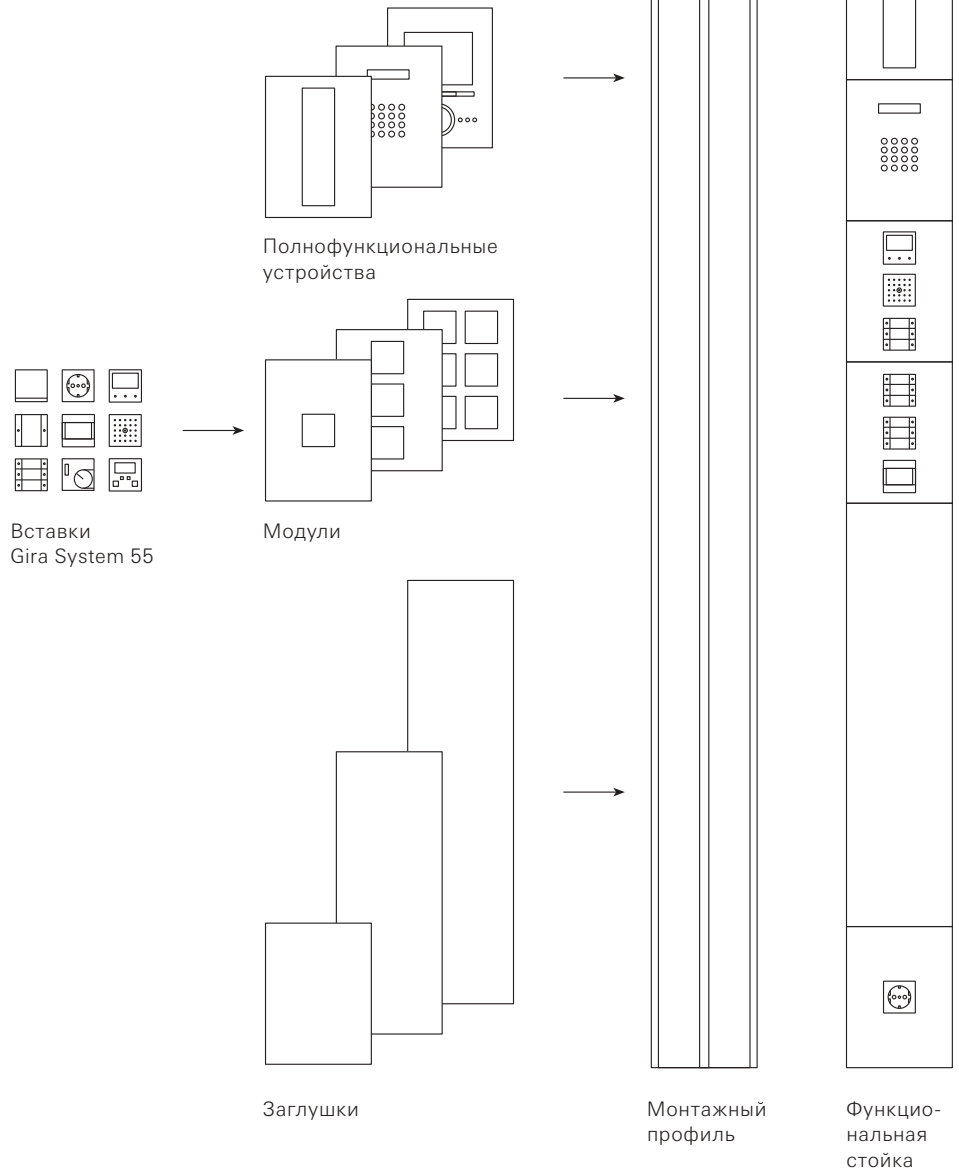 Полнофункциональные
устройства
Вставки
Gira System 55
Модули
Заглушки
Монтажный
профиль
Функцио-
нальная
стойка